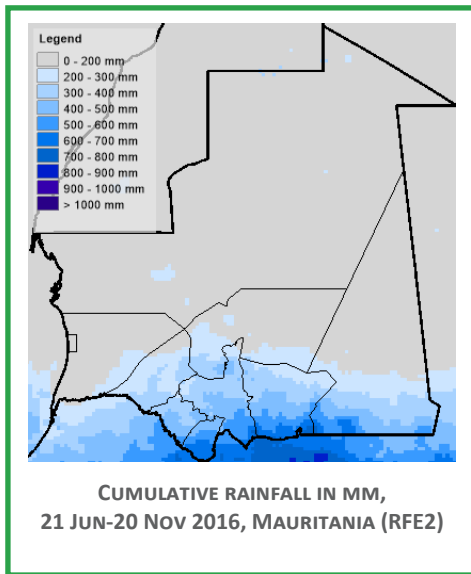 Legend
0 - 200 mm
200 - 300 mm
300 - 400 mm
400 - 500 mm
500 - 600 mm
600 - 700 mm
700 - 800 mm
800 - 900 mm
900 - 1000 mm
> 1000 mm
CUMULATIVE RAINFALL IN MM,
21 JUN-20 NOV 2016, MAURITANIA (RFE2)